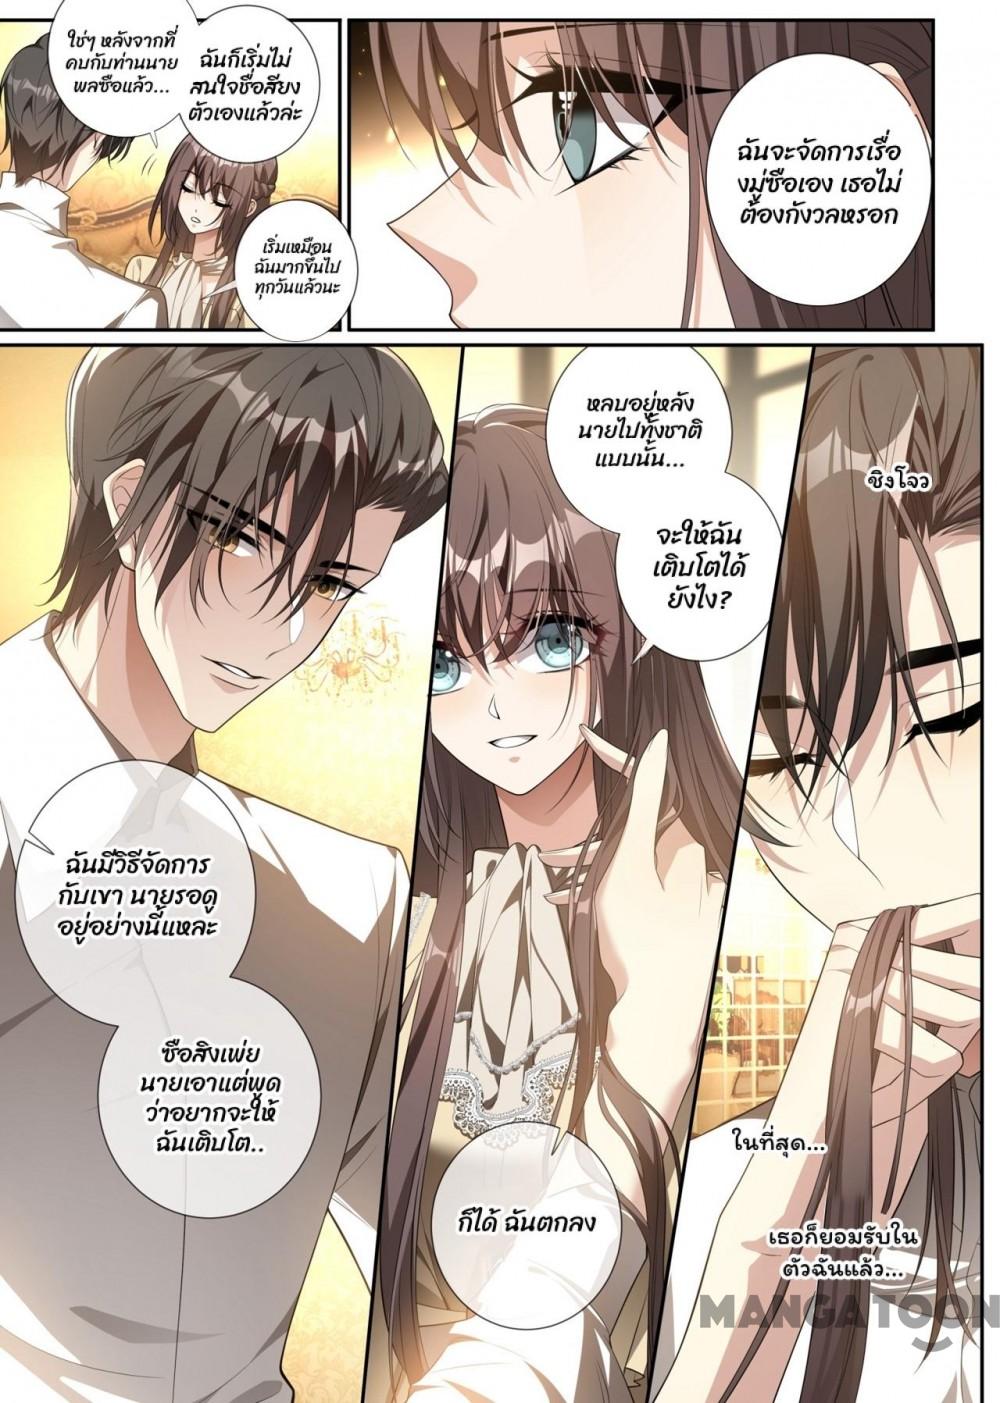 ใช่ๆ หลังจากที่
คบกับท่านนาย
พลซือแล้ว...
ฉันก็เริ่มไม่
สนใจชื่อสียง
ตัวเองแล้วล่ะ
เริ่มเหมือน
ฉันมากขึ้นไป
ทุกวันแล้วนะ
ฉันจะจัดการเรื่อ
งมู่ซือเอง เธอไม่
ต้องกังวลหรอก
หลบอยู่หลัง
นายไปทั้งชาติ
แบบนั้น...
จะให้ฉัน
เติบโตได้
ยังไง?
ชิงโจว
ฉันมีวิธีจัดการ
กับเขา นายรอดู
อยู่อย่างนี้แหละ
ซือสิงเพ่ย
นายเอาแต่พูด
ว่าอยากจะให้
ฉันเติบโต..
ก็ได้ ฉันตกลง
ในที่สุด...
เธอก็ยอมรับใน
ตัวฉันแล้ว...
MANGATOON